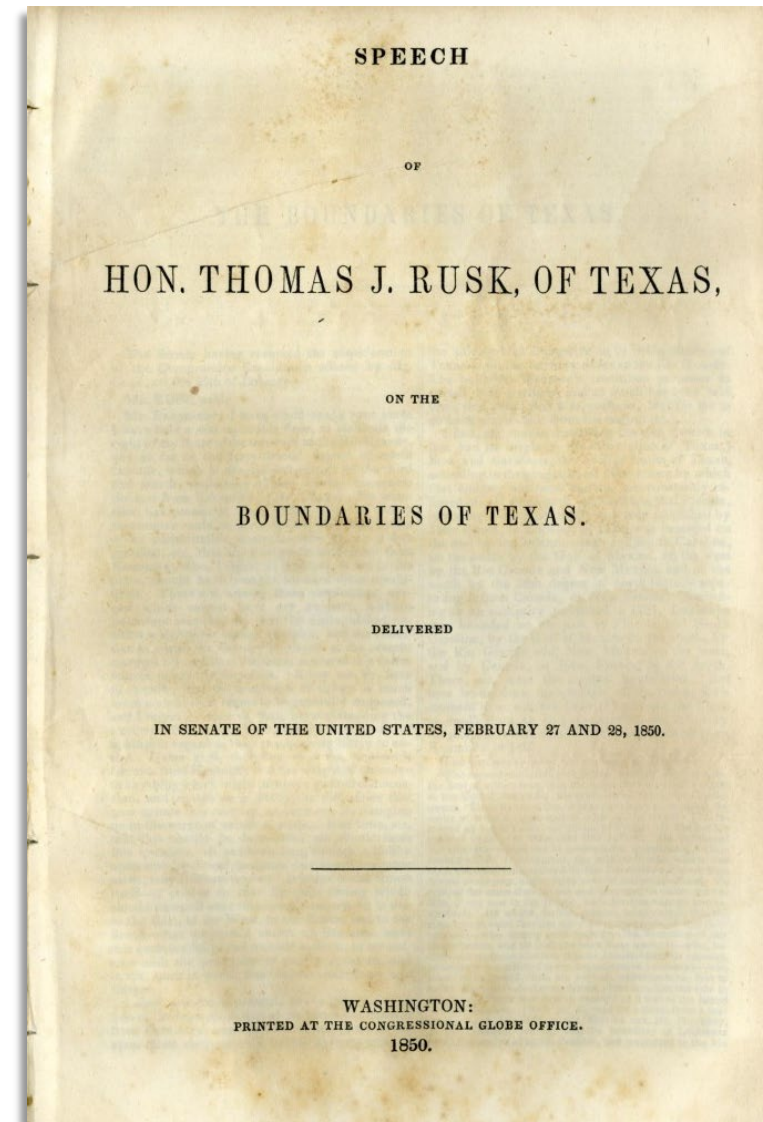 SPEECH
OF
HON. THOMAS J. RUSK, OF TEXAS,
ON THE
BOUNDARIES OF TEXAS.
DELIVERED
IN SENATE OF THE UNITED STATES, FEBRUARY 27 AND 28, 1850.
WASHINGTON:
PRINTED AT THE CONGRESSIONAL GLOBE OFFICE.
1850.